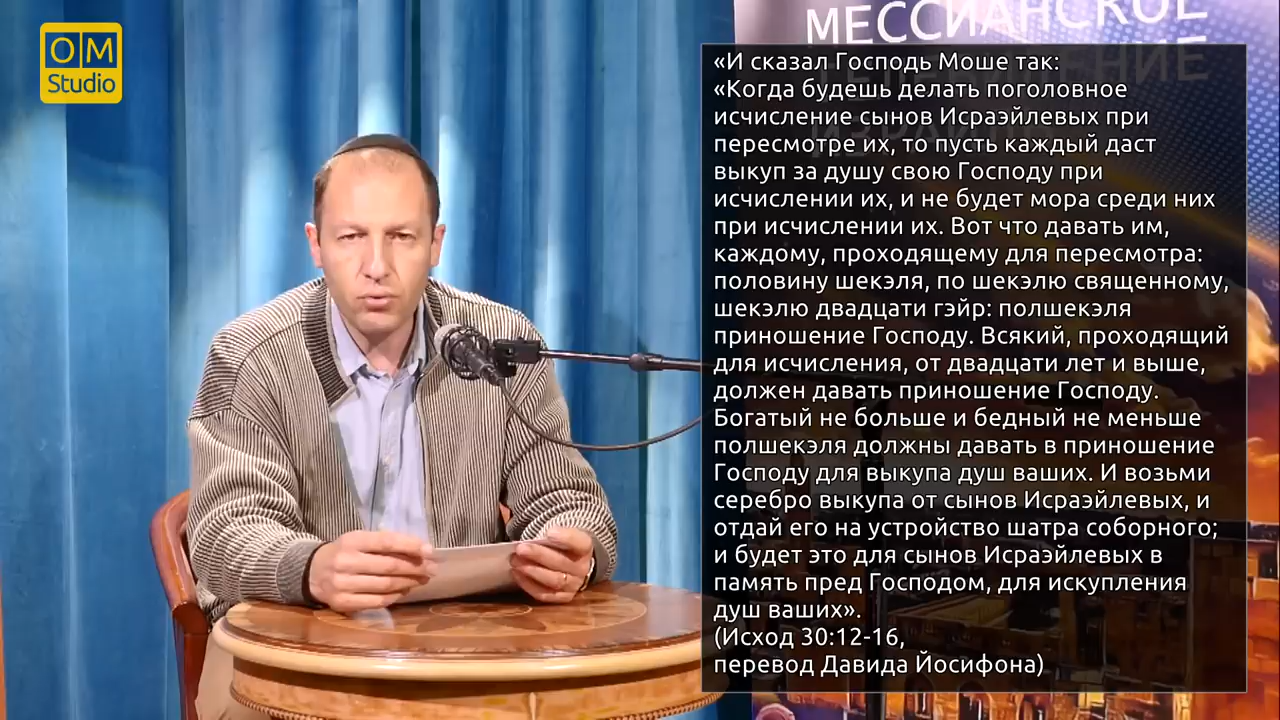 O|M
Studio
МЕССИАНСКОЕ
«И сказал Господь Моше так:
«Когда будешь делать поголовное
исчисление сынов Исраэйлевых при
пересмотре их, то пусть каждый даст
выкуп за душу свою Господу при
исчислении их, и не будет мора среди них
при исчислении их. Вот что давать им,
каждому, проходящему для пересмотра:
половину шекэля, по шекэлю священному,
шекэлю двадцати гэйр: полшекэля
приношение Господу. Всякий, проходящий
для исчисления, от двадцати лет и выше,
должен давать приношение Господу.
Богатый не больше и бедный не меньше
полшекэля должны давать в приношение
Господу для выкупа душ ваших. И возьми
серебро выкупа от сынов Исраэйлевых, и
отдай его на устройство шатра соборного;
и будет это для сынов Исраэйлевых в
память пред Господом, для искупления
душ ваших».
(Исход 30:12-16,
перевод Давида Йосифона)